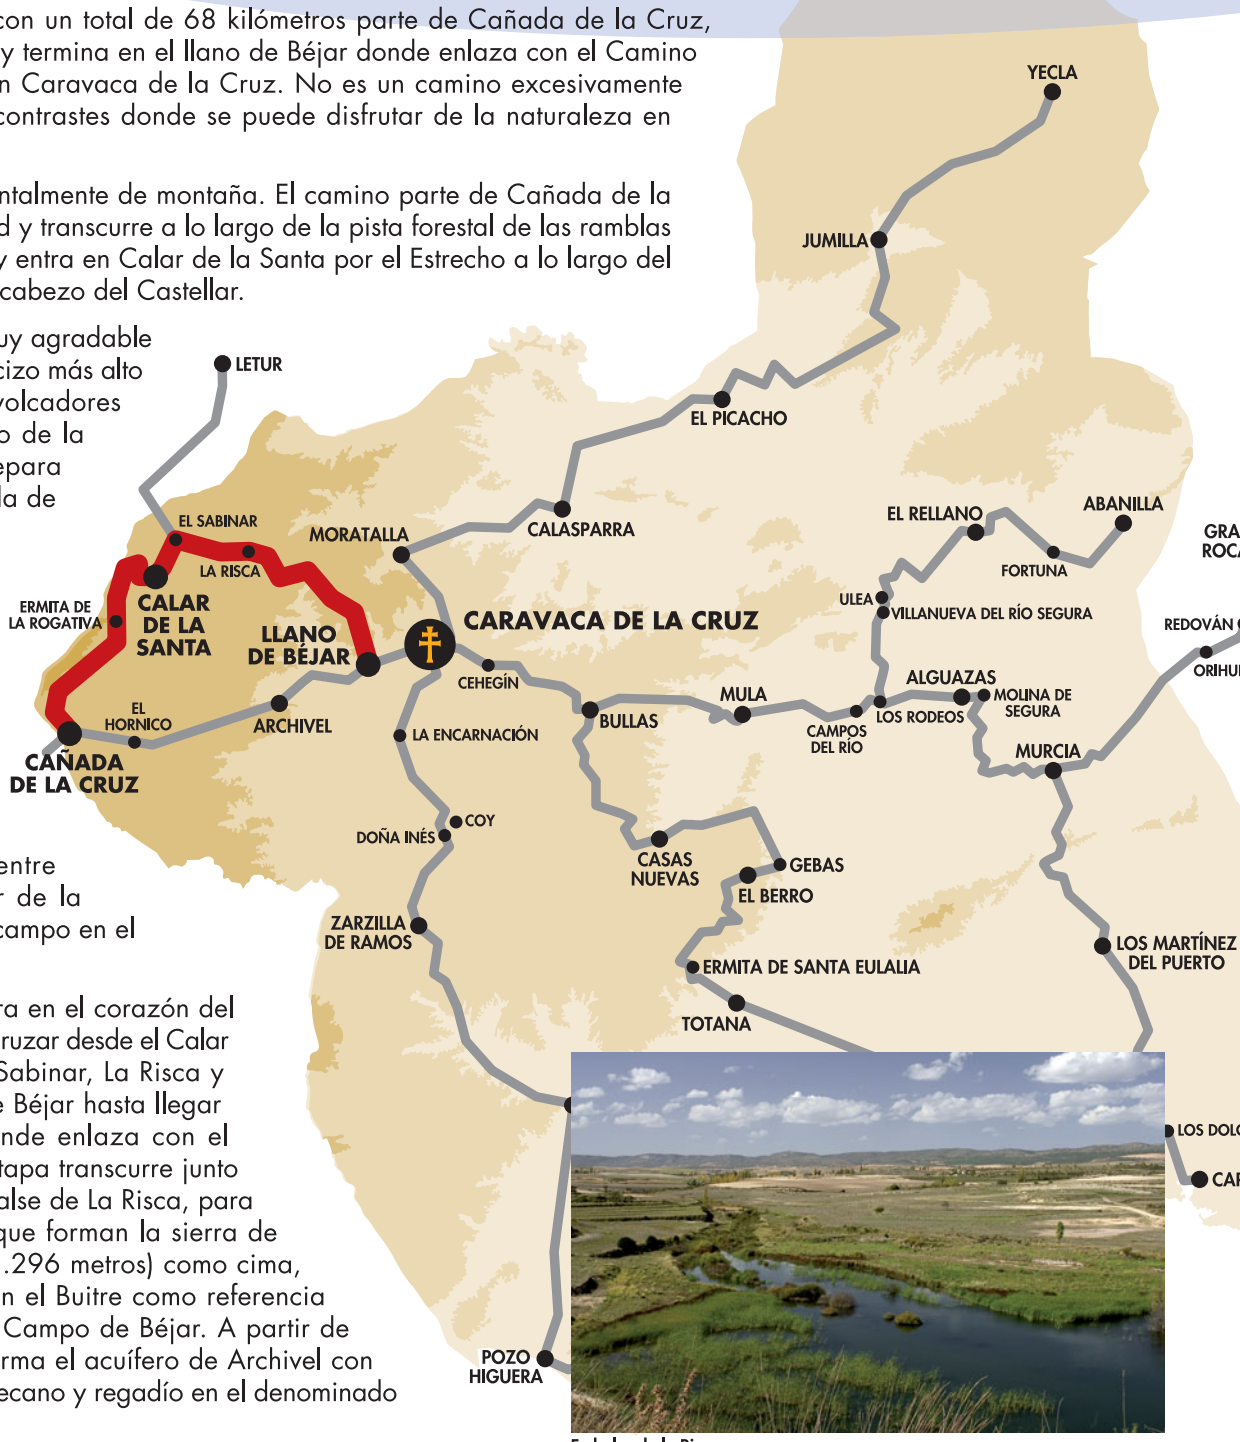 con un total de 68 kilómetros parte de Cañada de la Cruz,
y termina en el llano de Béjar donde enlaza con el Camino
n Caravaca de la Cruz. No es un camino excesivamente
contrastes donde se puede disfrutar de la naturaleza en
ntalmente de montaña. El camino parte de Cañada de la
d y transcurre a lo largo de la pista forestal de las ramblas
y entra en Calar de la Santa por el Estrecho a lo largo del
cabezo del Castellar.
uy agradable
cizo más alto
volcadores
o de la
epara
la de
entre
r de la
campo en el
ra en el corazón del
ruzar desde el Calar
Sabinar, La Risca y
e Béjar hasta llegar
nde enlaza con el
tapa transcurre junto
alse de La Risca, para
que forman la sierra de
.296 metros) como cima,
n el Buitre como referencia
Campo de Béjar. A partir de
rma el acuífero de Archivel con
ecano y regadío en el denominado
YECLA
JUMILLA
LETUR
EL PICACHO
CALASPARRA
MORATALLA
EL SABINAR
LA RISCA
CALAR
DE LA
SANTA
ERMITA DE
LA ROGATIVA
LLANO
DE BÉJAR
CARAVACA DE LA CRUZ
CEHEGÍN
EL
HORNICO
ARCHIVEL
CAÑADA
DE LA CRUZ
LA ENCARNACIÓN
BULLAS
MULA
CAMPOS
DEL RÍO
LOS RODEOS
ALGUAZAS
MOLINA DE
SEGURA
ULEA
VILLANUEVA DEL RÍO SEGURA
EL RELLANO
FORTUNA
ABANILLA
GRA
ROCA
REDOVÁN
ORIHU
MURCIA
COY
DOÑA INÉS
CASAS
NUEVAS
GEBAS
EL BERRO
ZARZILLA
DE RAMOS
ERMITA DE SANTA EULALIA
TOTANA
LOS MARTÍNEZ
DEL PUERTO
LOS DOLO
CAR
POZO
HIGUERA